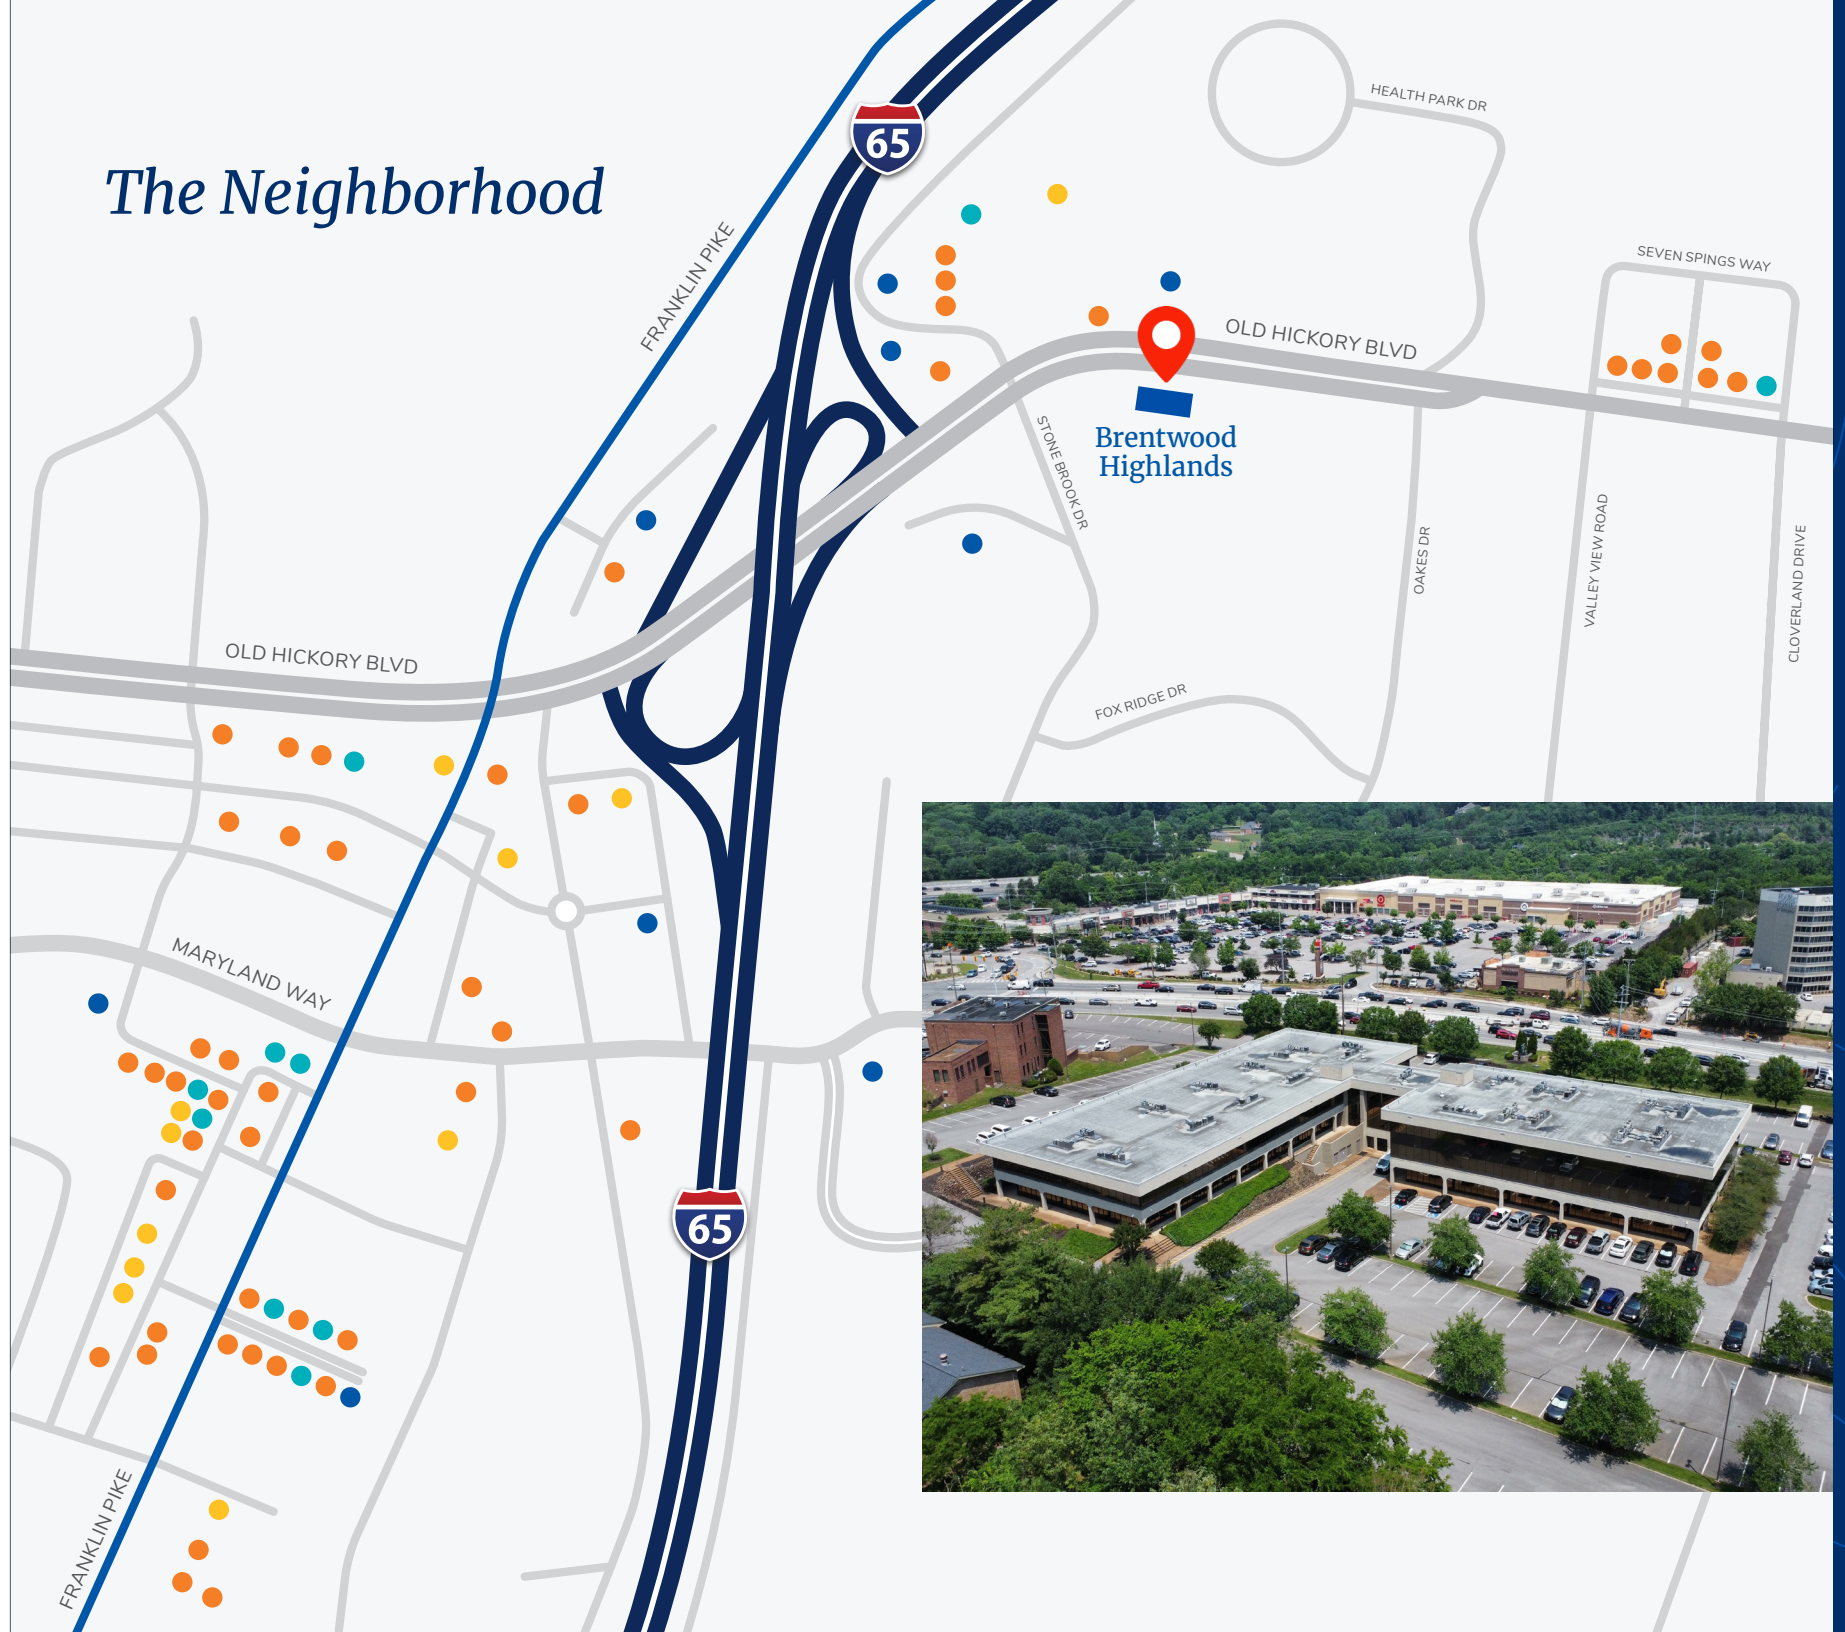 The Neighborhood
65
HEALTH PARK DR
FRANKLIN PIKE
SEVEN SPINGS WAY
OLD HICKORY BLVD
Brentwood
Highlands
STONE BROOK DR
OAKES DR
VALLEY VIEW ROAD
CLOVERLAND DRIVE
OLD HICKORY BLVD
FOX RIDGE DR
MARYLAND WAY
65
FRANKLIN PIKE